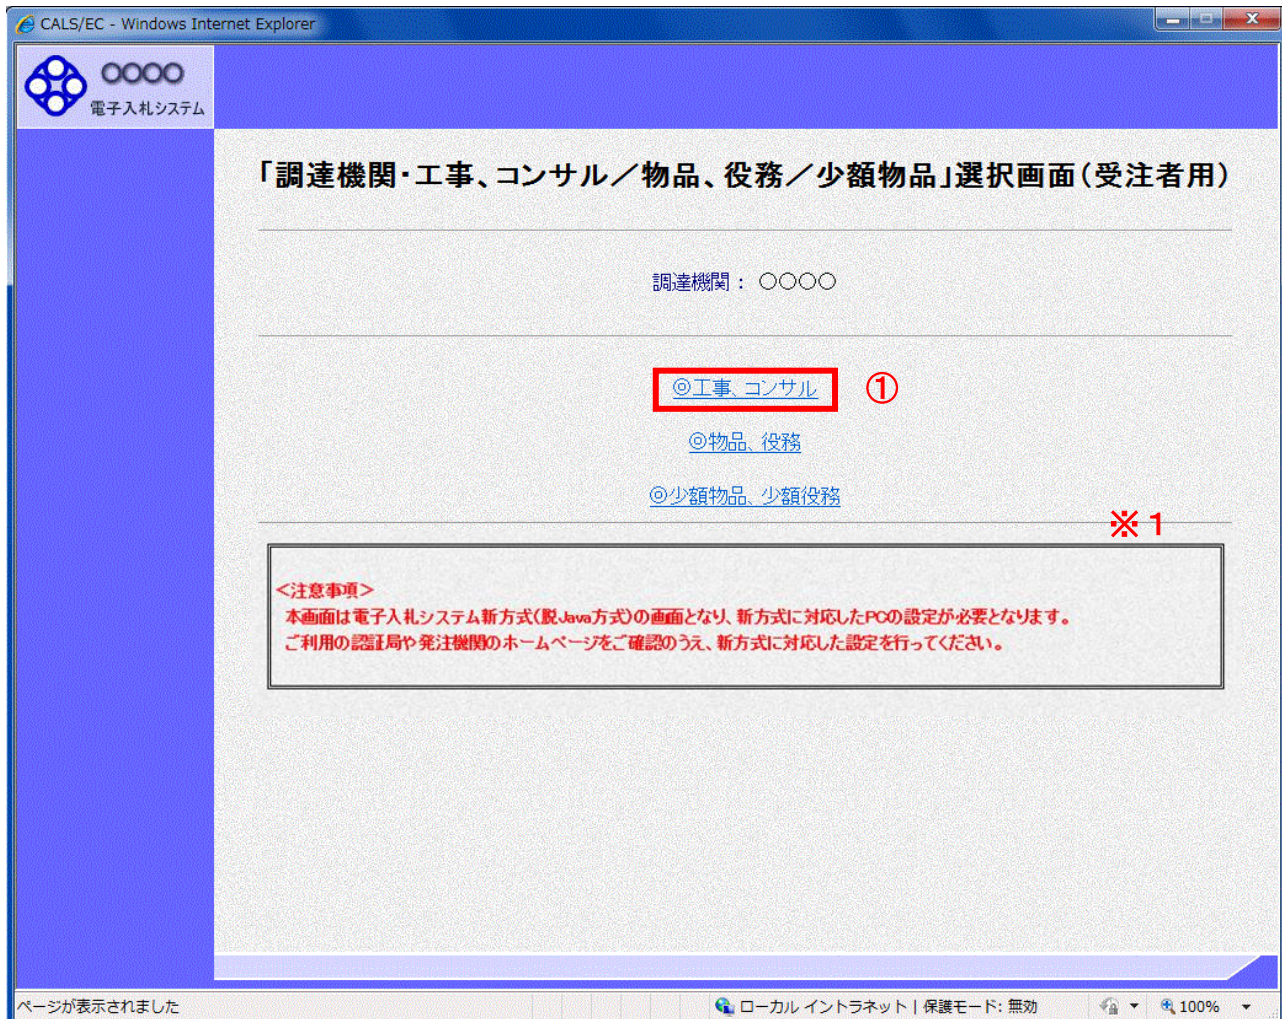 CALS/EC - Windows Internet Explorer
○○○○
電子入札システム
「調達機関・工事、コンサル／物品、役務／少額物品」選択画面（受注者用）
調達機関： ○○○○
◎工事、コンサル ①
◎物品、役務
◎少額物品、少額役務
※１
＜注意事項＞
本画面は電子入札システム新方式(脱Java方式)の画面となり、新方式に対応したPCの設定が必要となります。
ご利用の認証局や発注機関のホームページをご確認のうえ、新方式に対応した設定を行ってください。
ページが表示されました ローカル イントラネット | 保護モード: 無効 100%